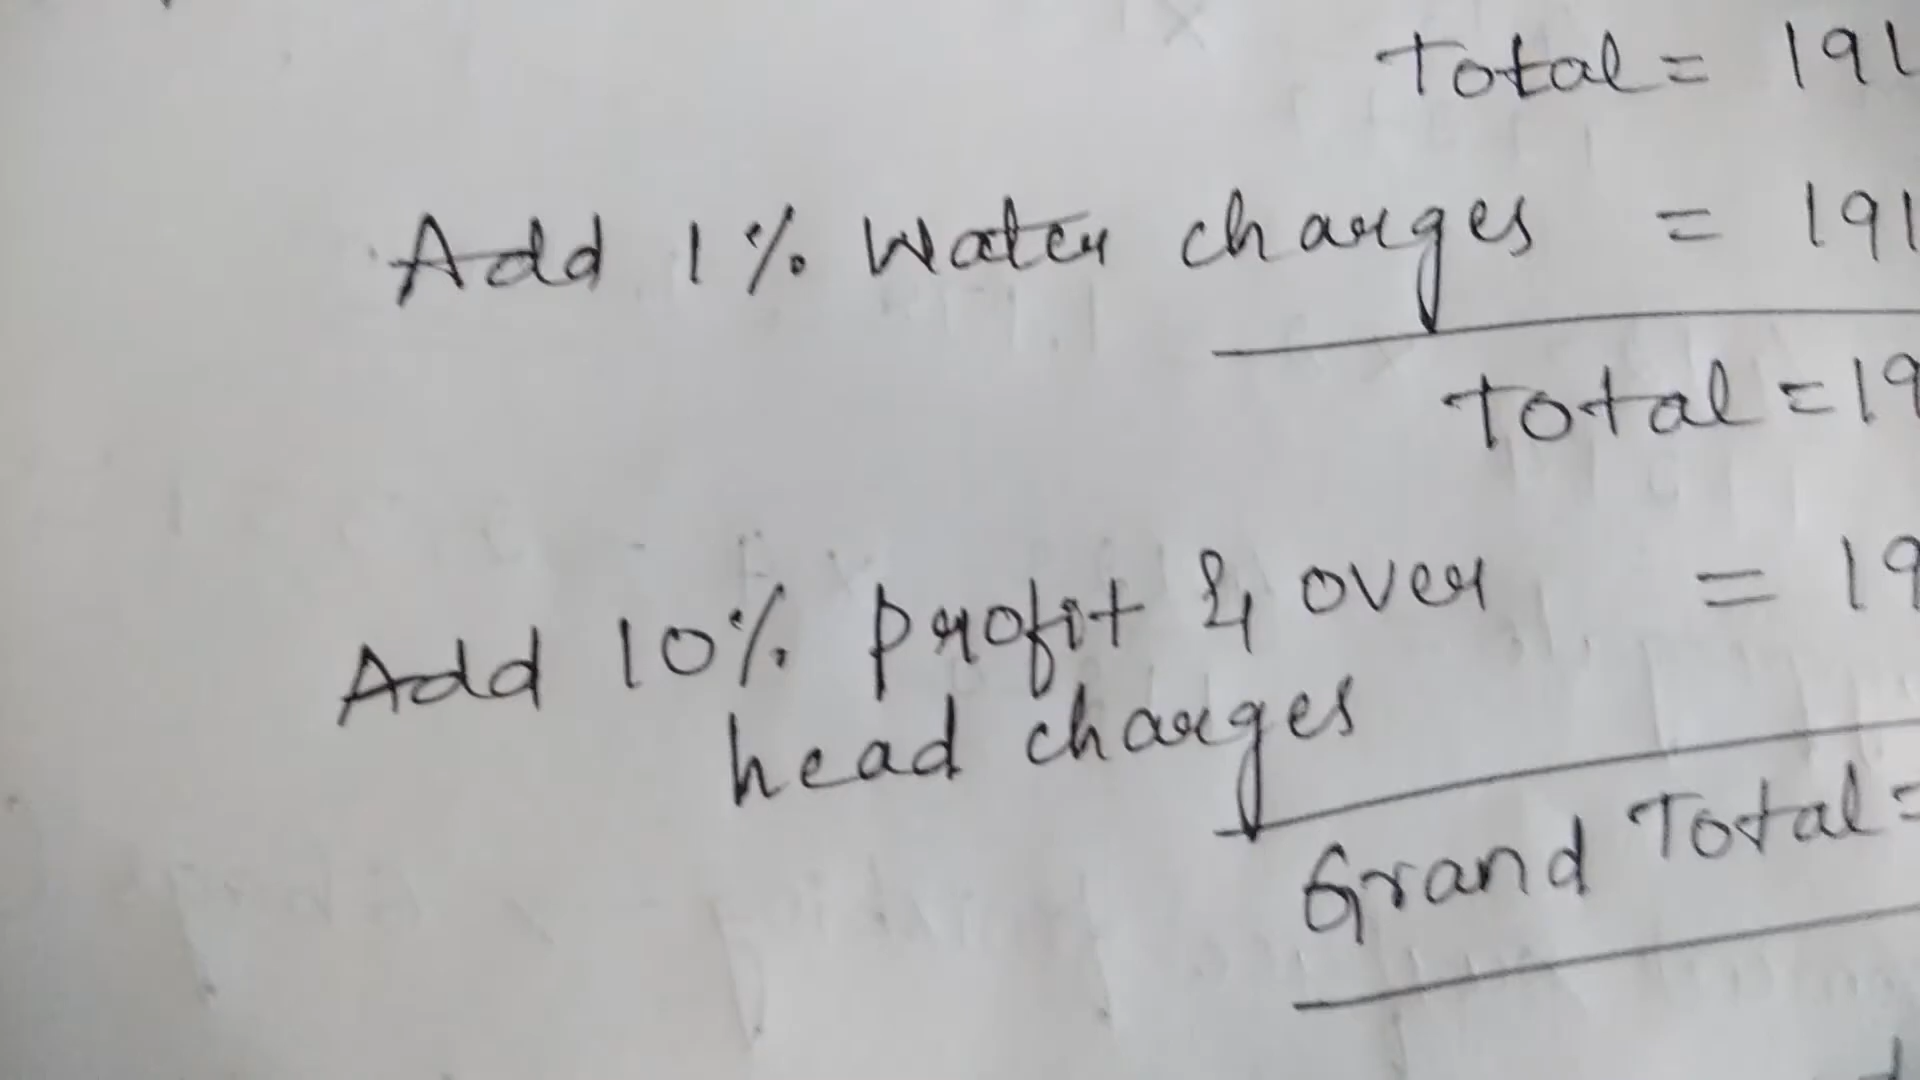 Total = 191
Add 1% Water charges = 191
Total = 19
Add 10% Profit & over = 19
head charges
Grand Total =